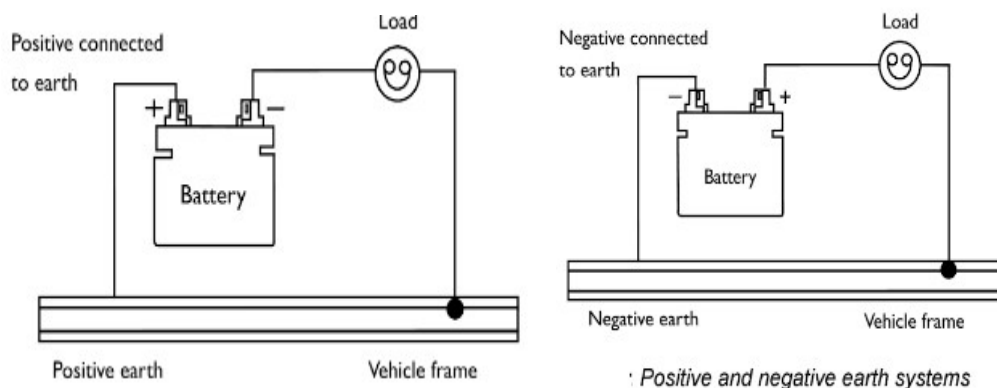 Positive connected
to earth
Load
+
−
Battery
Positive earth
Vehicle frame
Negative connected
to earth
Load
−
+
Battery
Negative earth
Vehicle frame
: Positive and negative earth systems